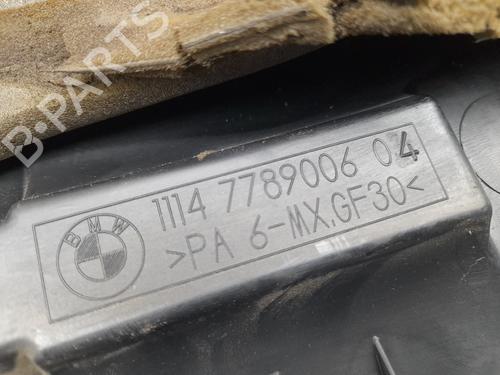 B-PARTS
BMW
1114 7789006 04
>PA 6-MX.GF30<